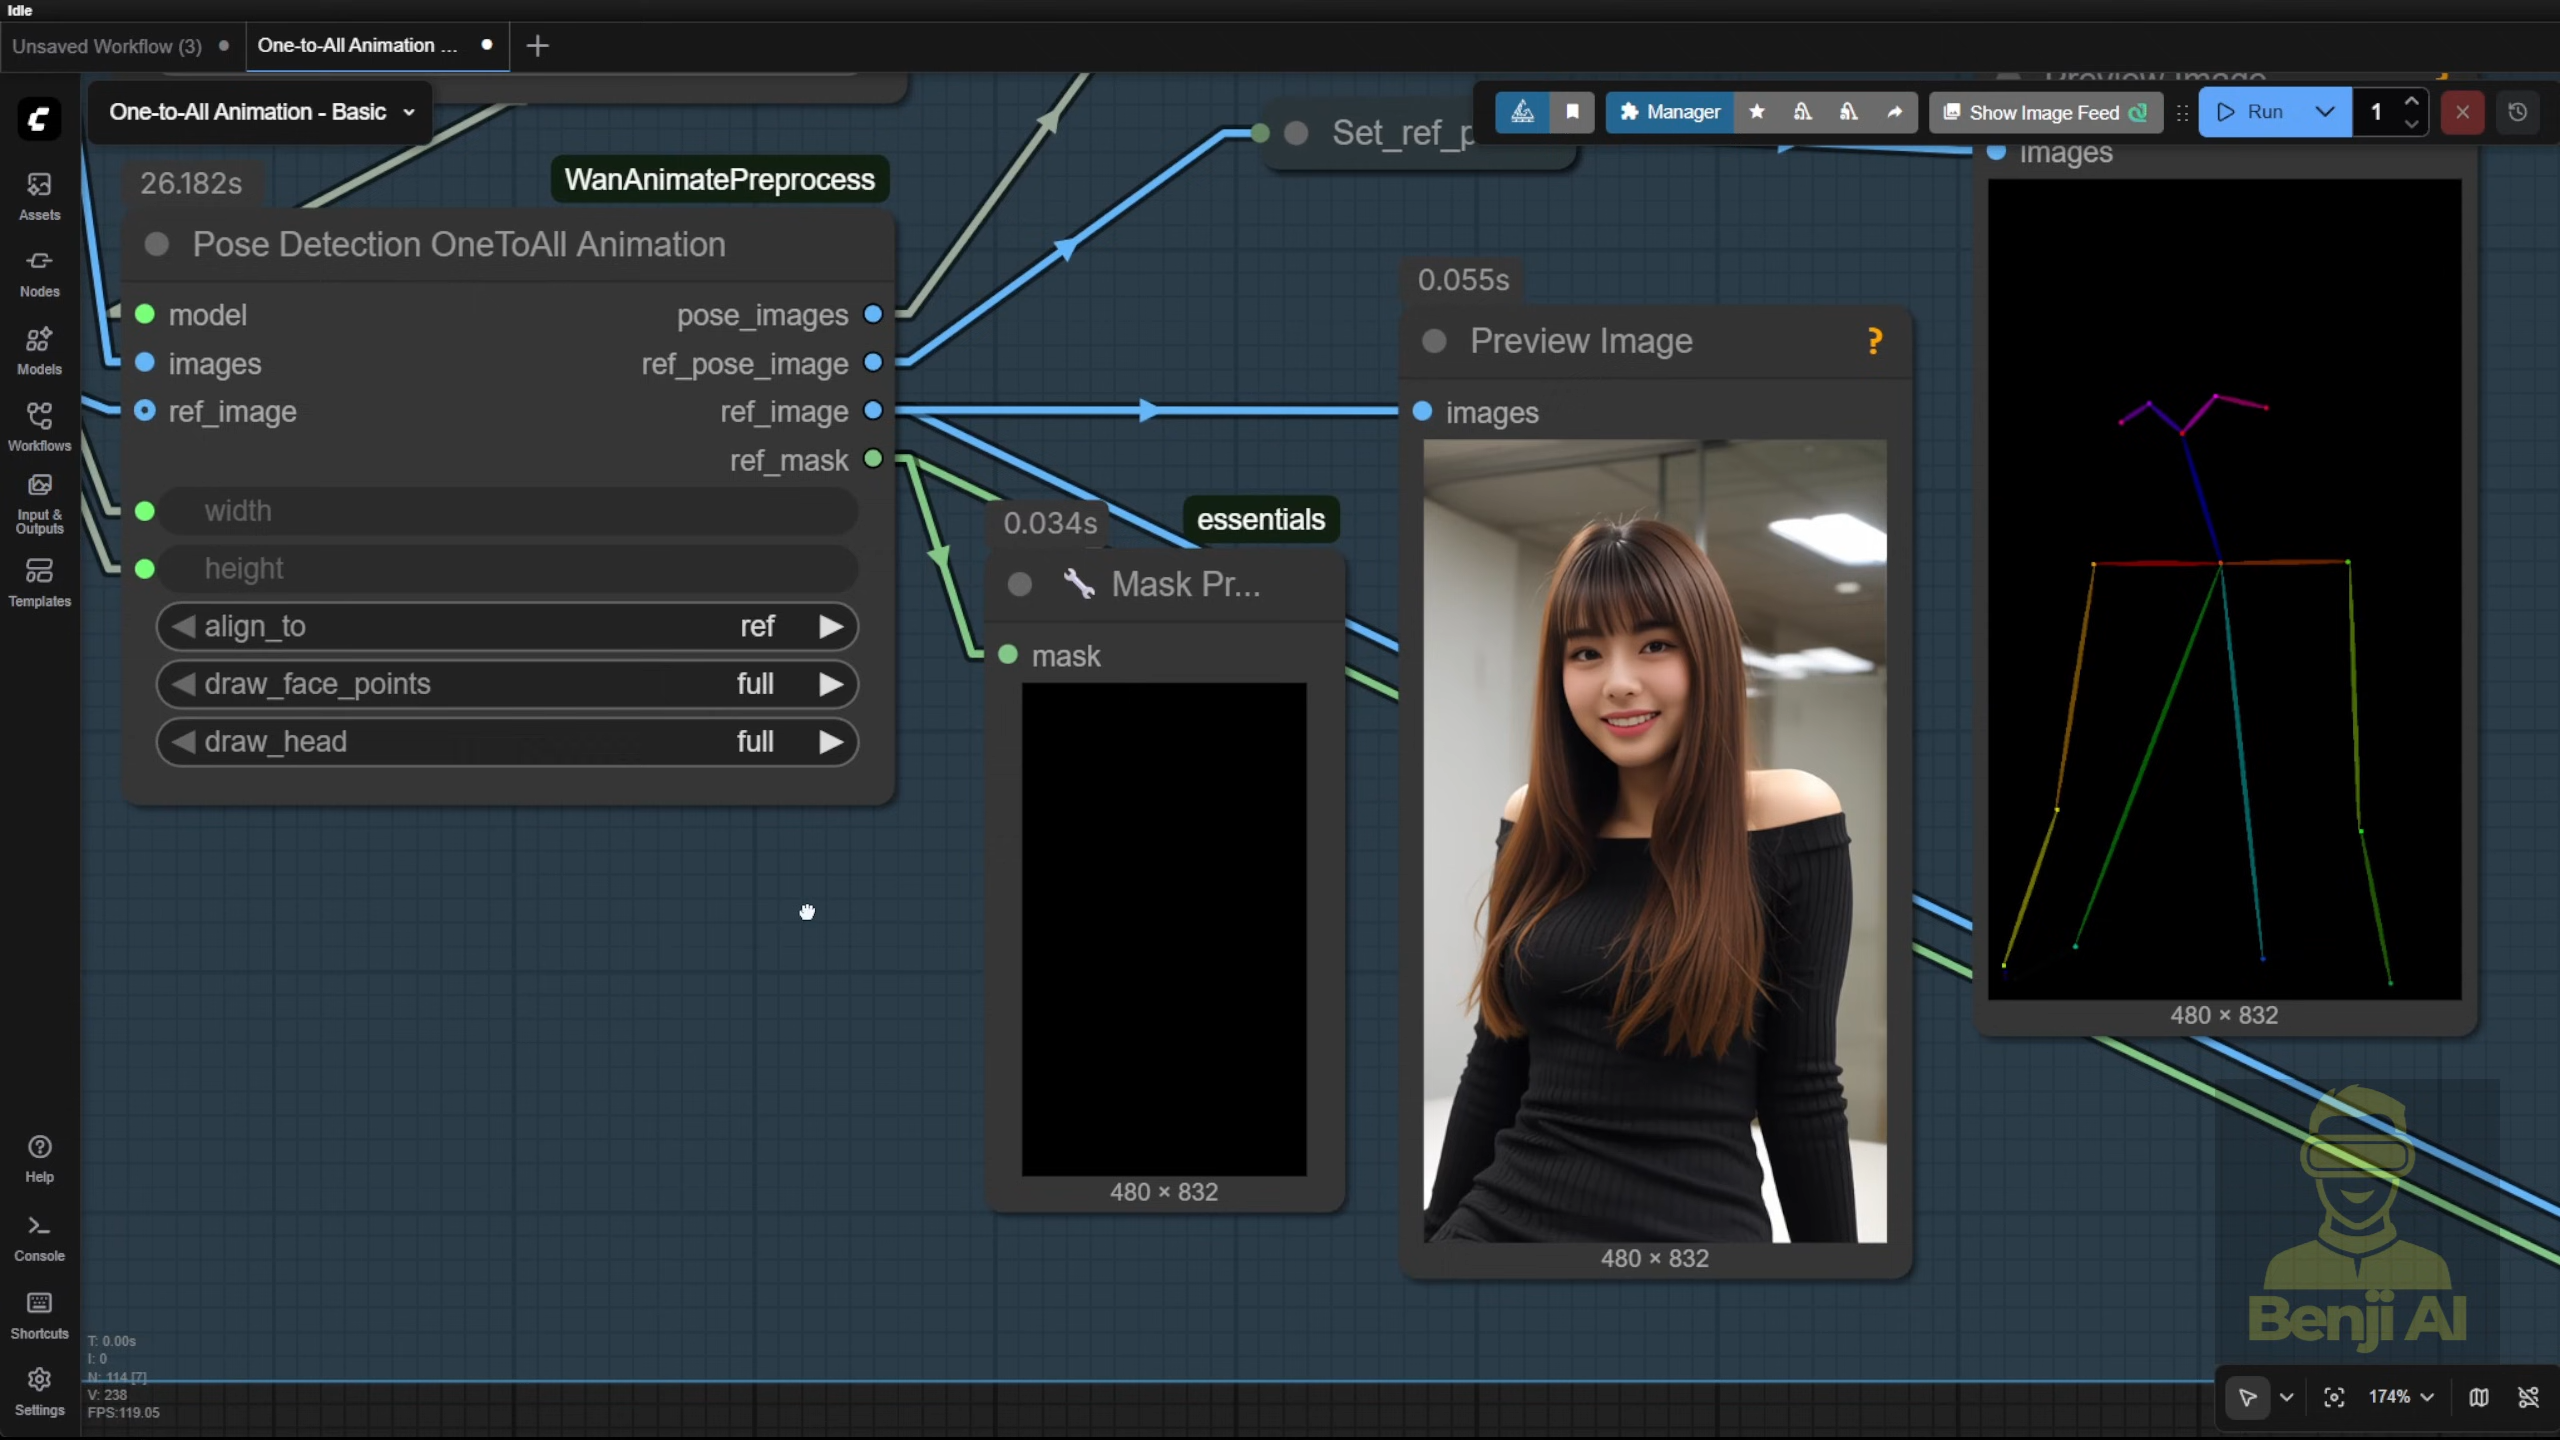 Idle
Unsaved Workflow (3)
One-to-All Animation ...
One-to-All Animation - Basic
Manager
Show Image Feed
Run
1
Assets
Nodes
Models
Workflows
Input &
Outputs
Templates
Help
Console
Shortcuts
Settings
26.182s
WanAnimatePreprocess
Pose Detection OneToAll Animation
model
pose_images
images
ref_pose_image
ref_image
ref_image
ref_mask
width
height
align_to
ref
draw_face_points
full
draw_head
full
Set_ref_p
0.034s
essentials
Mask Pr...
mask
480 × 832
0.055s
Preview Image
?
images
480 × 832
Preview Image
images
480 × 832
Benji AI
T: 0.00s
I: 0
N: 114 [7]
V: 238
FPS:119.05
174%